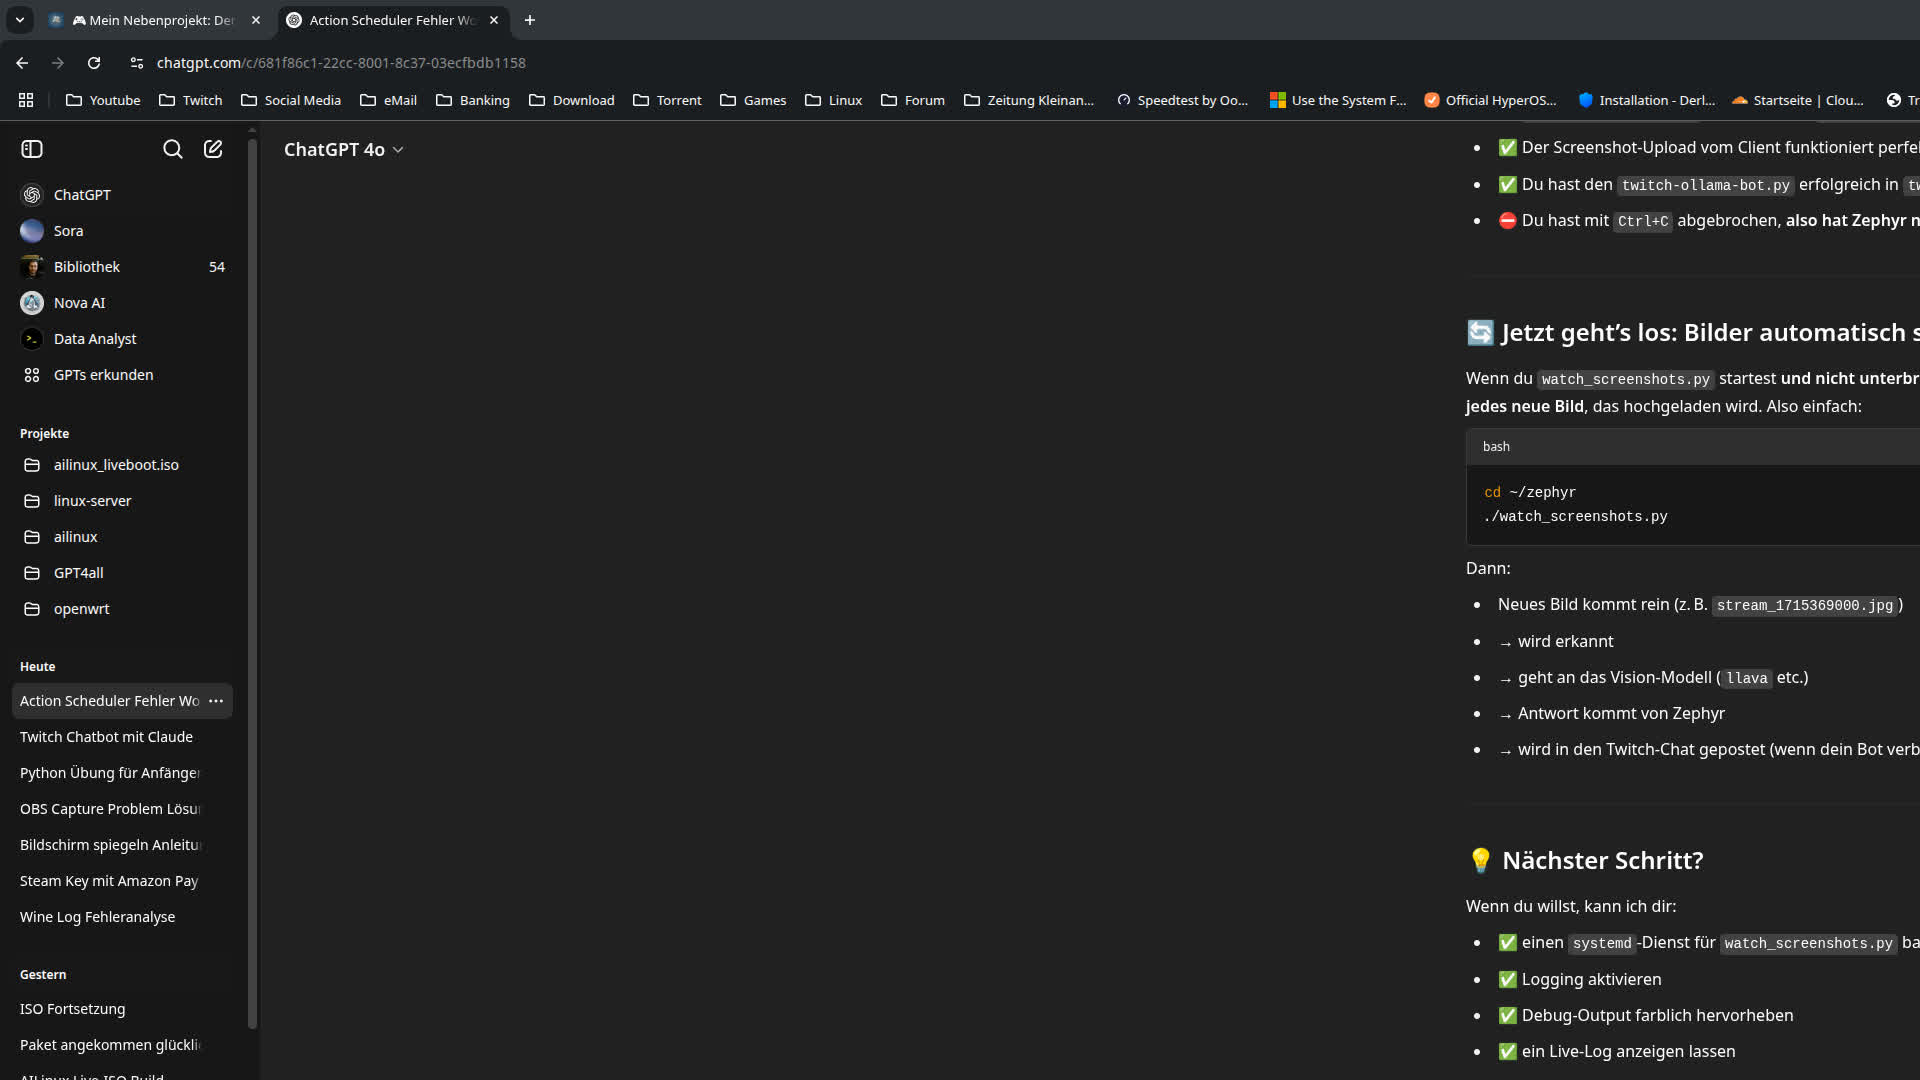 🎮 Mein Nebenprojekt: Der
Action Scheduler Fehler Wo
chatgpt.com/c/681f86c1-22cc-8001-8c37-03ecfbdb1158
Youtube Twitch Social Media eMail Banking Download Torrent Games Linux Forum Zeitung Kleinan... Speedtest by Oo... Use the System F... Official HyperOS... Installation - Derl... Startseite | Clou... Tr
ChatGPT
Sora
Bibliothek 54
Nova AI
Data Analyst
GPTs erkunden
Projekte
ailinux_liveboot.iso
linux-server
ailinux
GPT4all
openwrt
Heute
Action Scheduler Fehler Wo
Twitch Chatbot mit Claude
Python Übung für Anfänger
OBS Capture Problem Lösu
Bildschirm spiegeln Anleitu
Steam Key mit Amazon Pay
Wine Log Fehleranalyse
Gestern
ISO Fortsetzung
Paket angekommen glückli
AILinux Live-ISO Build
ChatGPT 4o
✅ Der Screenshot-Upload vom Client funktioniert perfe
✅ Du hast den twitch-ollama-bot.py erfolgreich in tw
⛔ Du hast mit Ctrl+C abgebrochen, also hat Zephyr n
🔄 Jetzt geht's los: Bilder automatisch s
Wenn du watch_screenshots.py startest und nicht unterbr
jedes neue Bild, das hochgeladen wird. Also einfach:
bash
cd ~/zephyr
./watch_screenshots.py
Dann:
Neues Bild kommt rein (z. B. stream_1715369000.jpg)
→ wird erkannt
→ geht an das Vision-Modell (llava etc.)
→ Antwort kommt von Zephyr
→ wird in den Twitch-Chat gepostet (wenn dein Bot verb
💡 Nächster Schritt?
Wenn du willst, kann ich dir:
✅ einen systemd-Dienst für watch_screenshots.py ba
✅ Logging aktivieren
✅ Debug-Output farblich hervorheben
✅ ein Live-Log anzeigen lassen